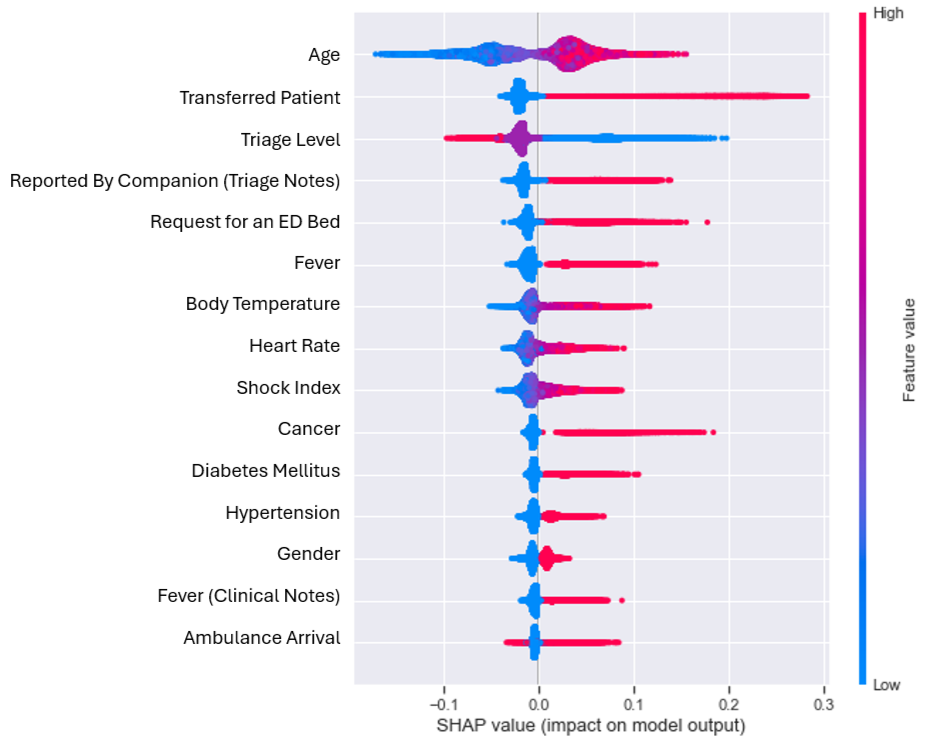 High
Age
Transferred Patient
Triage Level
Reported By Companion (Triage Notes)
Request for an ED Bed
Fever
Body Temperature
Heart Rate
Shock Index
Cancer
Diabetes Mellitus
Hypertension
Gender
Fever (Clinical Notes)
Ambulance Arrival
Feature value
Low
−0.1 0.0 0.1 0.2 0.3
SHAP value (impact on model output)